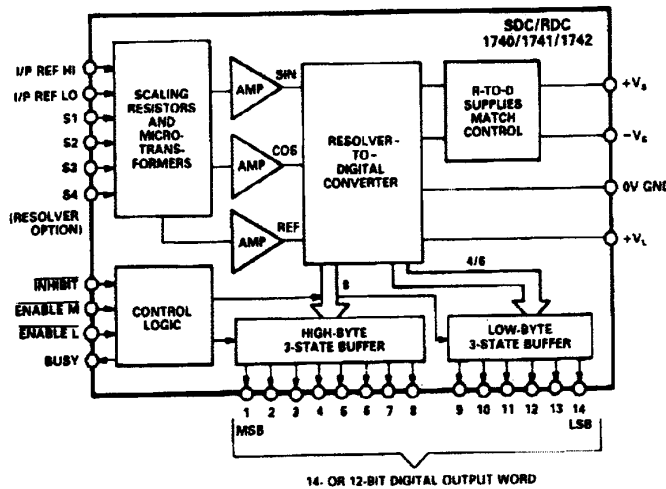 SDC/RDC
1740/1741/1742
I/P REF HI
I/P REF LO
S1
S2
S3
S4
(RESOLVER
OPTION)
SCALING
RESISTORS
AND
MICRO-
TRANS-
FORMERS
AMP
SIN
AMP
COS
AMP
REF
RESOLVER-
TO-
DIGITAL
CONVERTER
R-TO-D
SUPPLIES
MATCH
CONTROL
+VS
-VS
0V GND
+VL
INHIBIT
ENABLE M
ENABLE L
BUSY
CONTROL
LOGIC
8
4/6
HIGH-BYTE
3-STATE BUFFER
LOW-BYTE
3-STATE BUFFER
1 2 3 4 5 6 7 8 9 10 11 12 13 14
MSB LSB
14- OR 12-BIT DIGITAL OUTPUT WORD